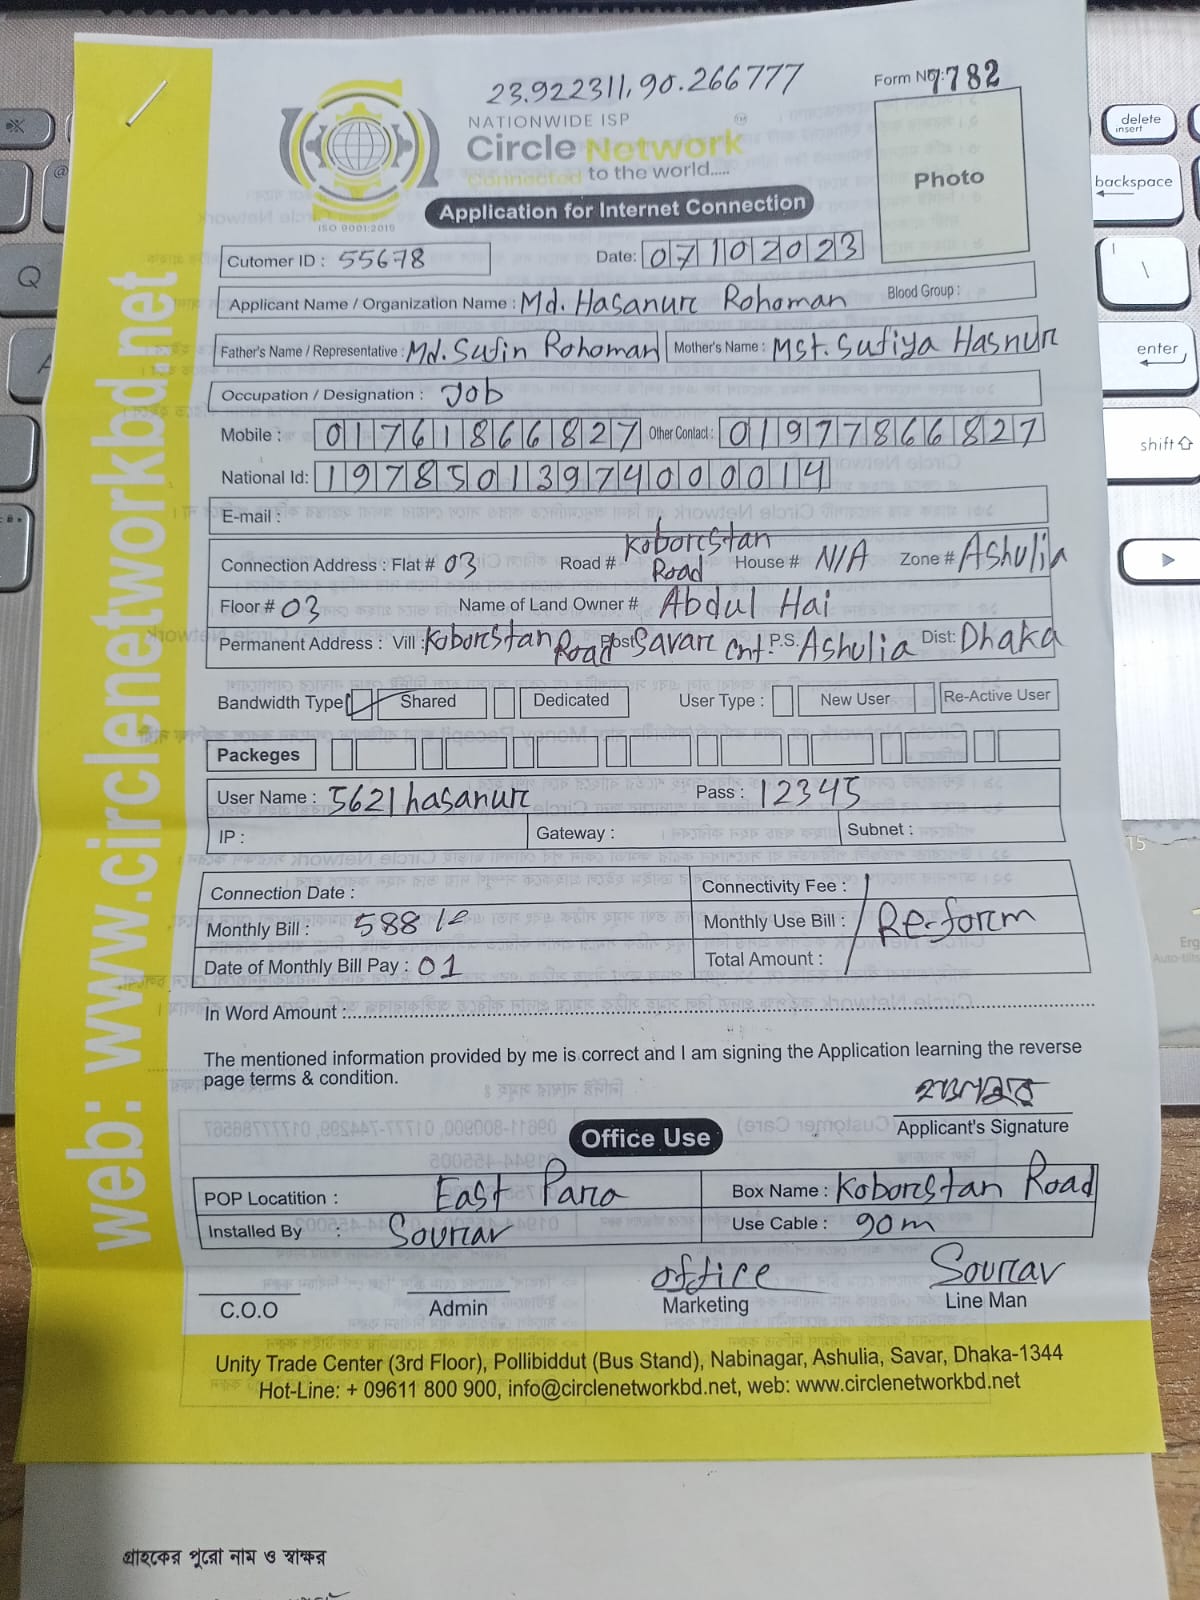 23.922311, 90.266777
Form NO: 7782
NATIONWIDE ISP
Circle Network
Connected to the world.....
ISO 9001:2015
Application for Internet Connection
Photo
Cutomer ID : 55678
Date: 07102023
Applicant Name / Organization Name : Md. Hasanur Rohoman Blood Group :
Father's Name / Representative : Md. Sufin Rohoman Mother's Name : Mst. Sufiya Hasnur
Occupation / Designation : Job
Mobile : 01761866827 Other Contact : 01977866827
National Id: 19785013974000014
E-mail :
Connection Address : Flat # 03 Road # Koborstan Road House # N/A Zone # Ashulia
Floor # 03 Name of Land Owner # Abdul Hai
Permanent Address : Vill : Koborstan Road Post Savar Cnt. P.S. Ashulia Dist: Dhaka
Bandwidth Type Shared Dedicated User Type : New User Re-Active User
Packeges
User Name : 5621hasanur Pass : 12345
IP : Gateway : Subnet :
Connection Date : Connectivity Fee :
Monthly Bill : 588 Monthly Use Bill : Re-form
Date of Monthly Bill Pay : 01 Total Amount :
In Word Amount :
The mentioned information provided by me is correct and I am signing the Application learning the reverse
page terms & condition.
Applicant's Signature
Office Use
POP Locatition : East Para Box Name : Koborstan Road
Installed By : Sourav Use Cable : 90m
office Sourav
C.O.O Admin Marketing Line Man
Unity Trade Center (3rd Floor), Pollibiddut (Bus Stand), Nabinagar, Ashulia, Savar, Dhaka-1344
Hot-Line: + 09611 800 900, info@circlenetworkbd.net, web: www.circlenetworkbd.net
web: www.circlenetworkbd.net
গ্রাহকের পুরো নাম ও স্বাক্ষর
delete
insert
backspace
enter
shift
Q